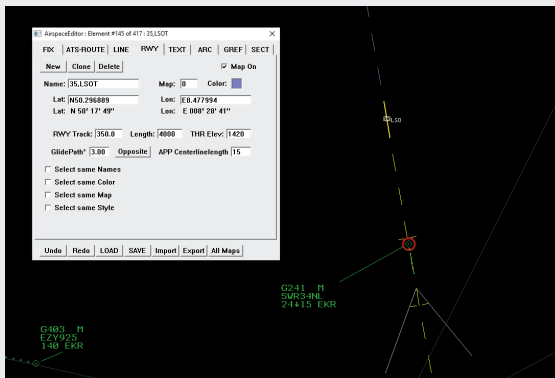 AirspaceEditor : Element #145 of 417 : 35,LSOT
FIX ATS-ROUTE LINE RWY TEXT ARC GREF SECT
New Clone Delete Map On
Name: 35,LSOT Map: 0 Color:
Lat: N50.296889 Lon: E8.477994
Lat: N 50° 17' 49" Lon: E 008° 28' 41"
RWY Track: 350.0 Length: 4000 THR Elev: 1420
GlidePath° 3.00 Opposite APP Centerlinelength 15
Select same Names
Select same Color
Select same Map
Select same Style
Undo Redo LOAD SAVE Import Export All Maps
G241 M
SWR34NL
24+15 EKR
G403 M
EZY925
140 EKR